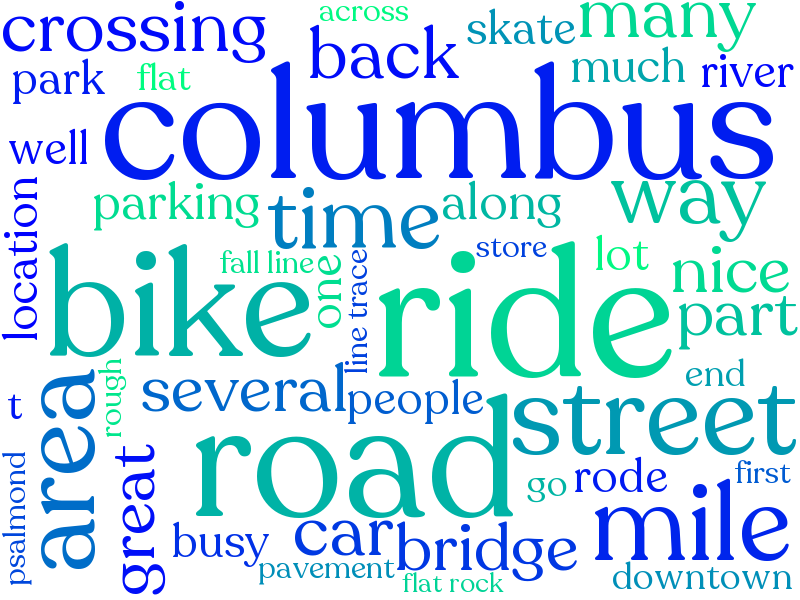 across
crossing
skate
many
back
park
flat
much
river
columbus
well
parking
time
along
way
location
store
fall line
one
line trace
lot
nice
bike
ride
part
rough
several
people
end
t
area
street
road
great
psalmond
go
rode
first
busy
car
bridge
mile
pavement
flat rock
downtown